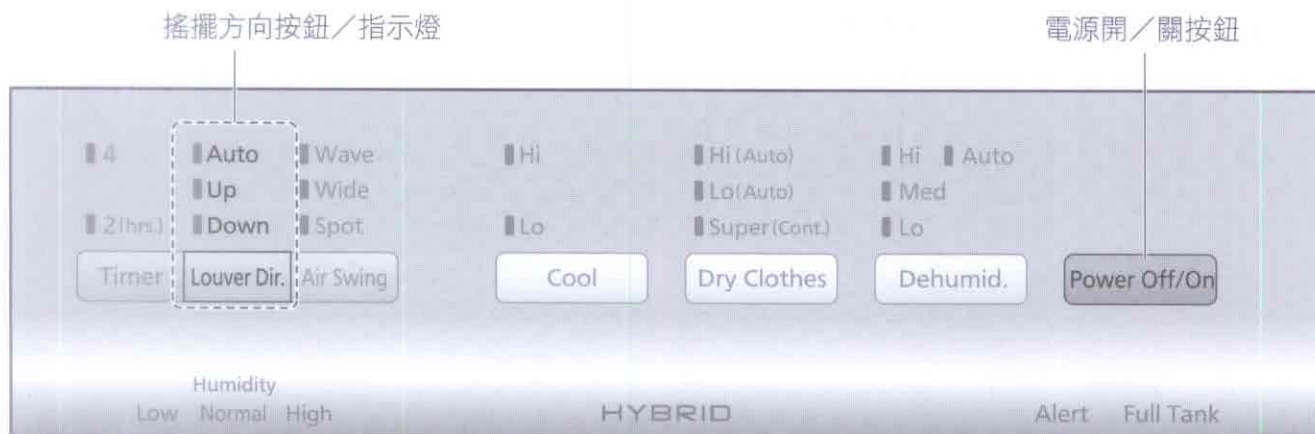 搖擺方向按鈕／指示燈
電源開／關按鈕
4 Auto Wave Hi Hi (Auto) Hi Auto
Up Wide Lo(Auto) Med
2(hrs.) Down Spot Lo Super(Cont.) Lo
Timer Louver Dir. Air Swing Cool Dry Clothes Dehumid. Power Off/On
Humidity
Low Normal High HYBRID Alert Full Tank